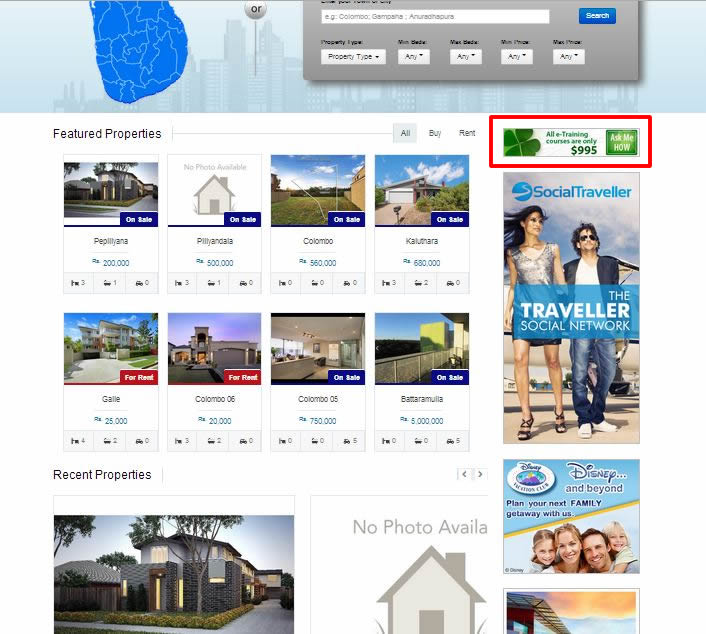 Enter your Town or City
or
e.g: Colombo; Gampaha ; Anuradhapura
Search
Property Type: Min Beds: Max Beds: Min Price: Max Price:
Property Type Any Any Any Any
Featured Properties
All Buy Rent
No Photo Available
On Sale On Sale On Sale On Sale
Pepiliyana Piliyandala Colombo Kaluthara
Rs. 200,000 Rs. 500,000 Rs. 560,000 Rs. 680,000
3 1 0 3 1 0 0 0 0 3 2 0
For Rent For Rent On Sale On Sale
Galle Colombo 06 Colombo 05 Battaramulla
Rs. 25,000 Rs. 20,000 Rs. 750,000 Rs. 5,000,000
4 2 0 3 2 0 0 0 5 0 0 5
Recent Properties
No Photo Availa
All e-Training
courses are only
$995
Ask Me
HOW
SocialTraveller
THE
TRAVELLER
SOCIAL NETWORK
Disney
VACATION CLUB
Disney...
and beyond
Plan your next FAMILY
getaway with us.
© Disney